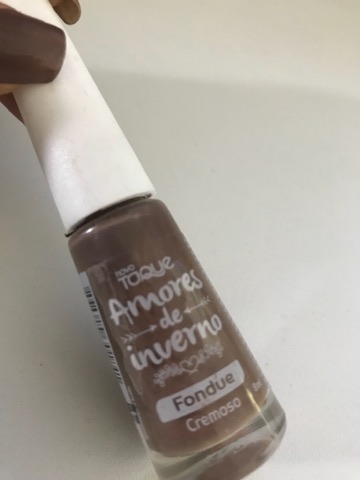 NOVO
TOQUE
Amores
de
inverno
Fondue
Cremoso